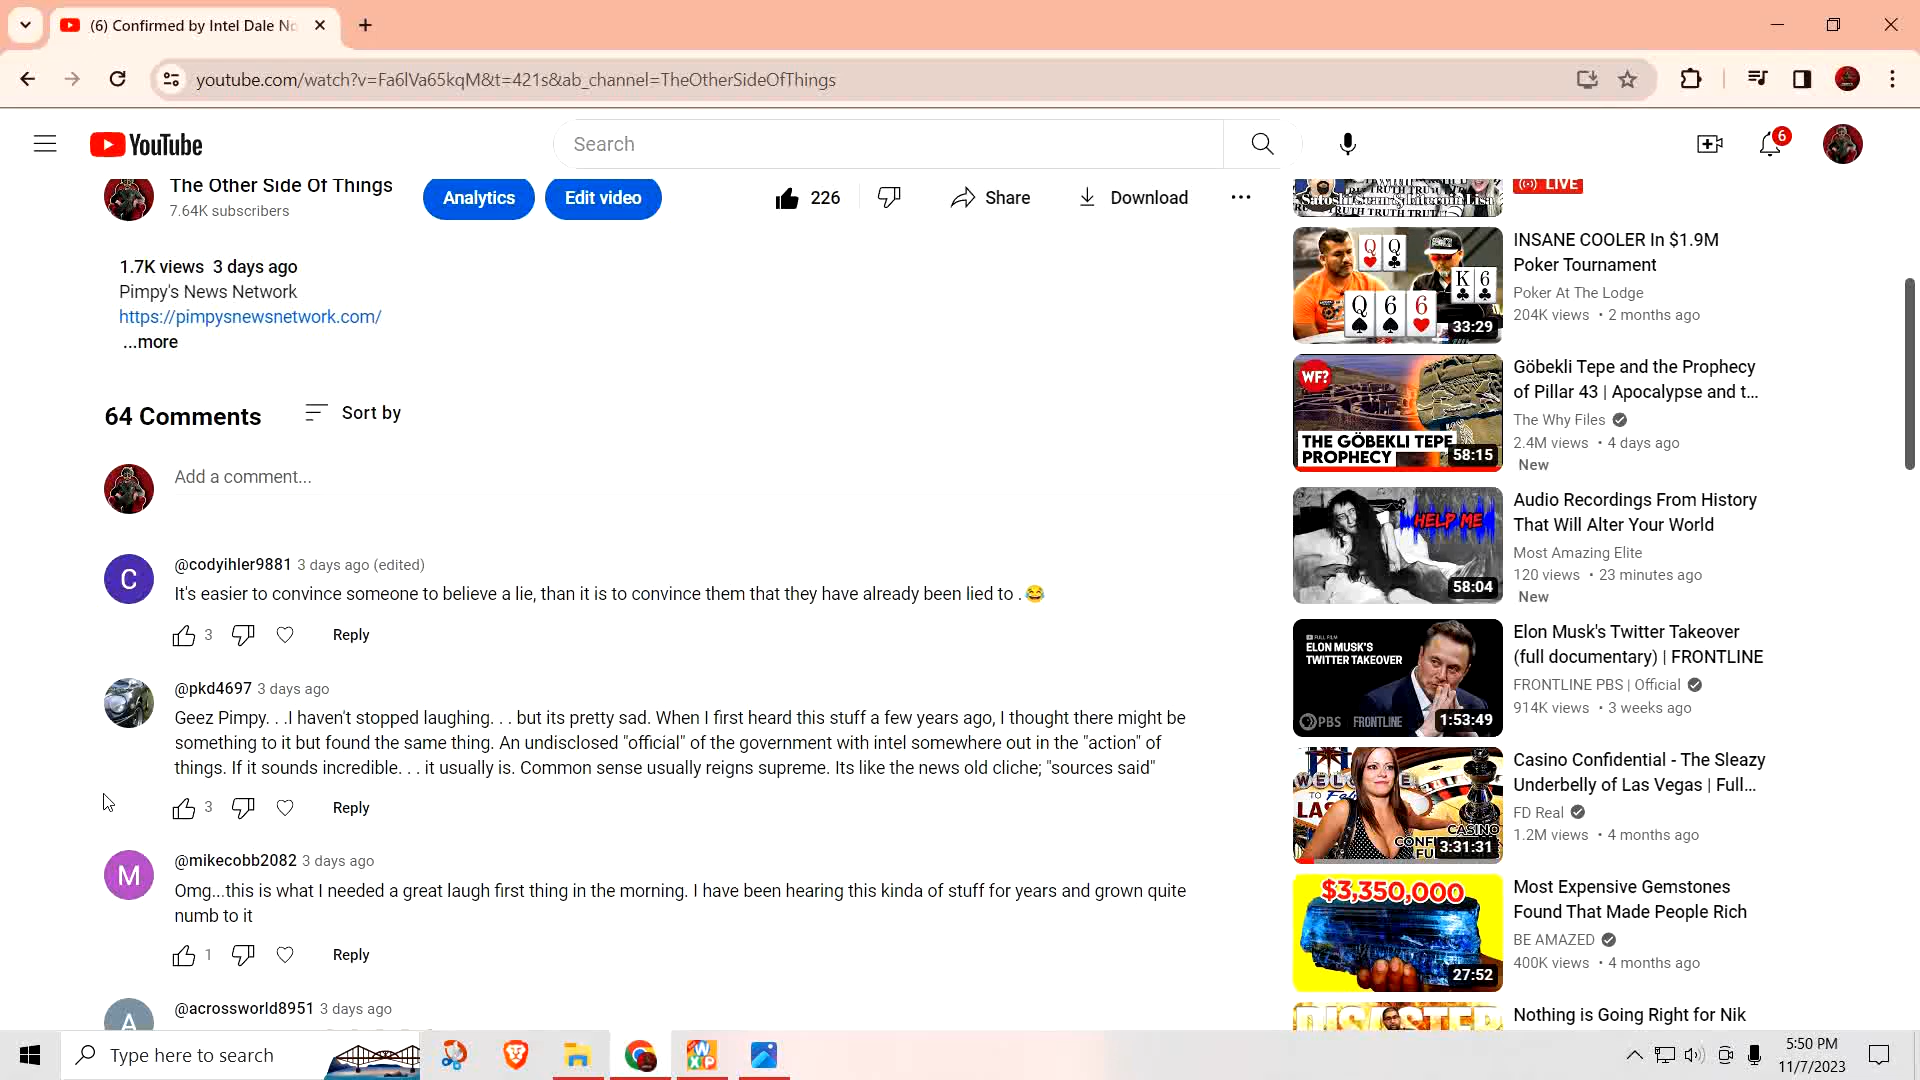 (6) Confirmed by Intel Dale No
youtube.com/watch?v=Fa6lVa65kqM&t=421s&ab_channel=TheOtherSideOfThings
YouTube
Search
6
The Other Side Of Things
7.64K subscribers
Analytics
Edit video
226
Share
Download
1.7K views 3 days ago
Pimpy's News Network
https://pimpysnewsnetwork.com/
...more
64 Comments
Sort by
Add a comment...
C
@codyihler9881 3 days ago (edited)
It's easier to convince someone to believe a lie, than it is to convince them that they have already been lied to . 😂
3
Reply
@pkd4697 3 days ago
Geez Pimpy. . .I haven't stopped laughing. . . but its pretty sad. When I first heard this stuff a few years ago, I thought there might be
something to it but found the same thing. An undisclosed "official" of the government with intel somewhere out in the "action" of
things. If it sounds incredible. . . it usually is. Common sense usually reigns supreme. Its like the news old cliche; "sources said"
3
Reply
M
@mikecobb2082 3 days ago
Omg...this is what I needed a great laugh first thing in the morning. I have been hearing this kinda of stuff for years and grown quite
numb to it
1
Reply
A
@acrossworld8951 3 days ago
LIVE
INSANE COOLER In $1.9M
Poker Tournament
Poker At The Lodge
204K views • 2 months ago
Q Q
K 6
Q 6 6
33:29
Göbekli Tepe and the Prophecy
of Pillar 43 | Apocalypse and t...
The Why Files
2.4M views • 4 days ago
New
WF?
THE GÖBEKLI TEPE
PROPHECY
58:15
Audio Recordings From History
That Will Alter Your World
Most Amazing Elite
120 views • 23 minutes ago
New
HELP ME
58:04
Elon Musk's Twitter Takeover
(full documentary) | FRONTLINE
FRONTLINE PBS | Official
914K views • 3 weeks ago
FULL FILM
ELON MUSK'S
TWITTER TAKEOVER
PBS FRONTLINE
1:53:49
Casino Confidential - The Sleazy
Underbelly of Las Vegas | Full...
FD Real
1.2M views • 4 months ago
3:31:31
Most Expensive Gemstones
Found That Made People Rich
BE AMAZED
400K views • 4 months ago
$3,350,000
27:52
Nothing is Going Right for Nik
DISASTER
Type here to search
5:50 PM
11/7/2023